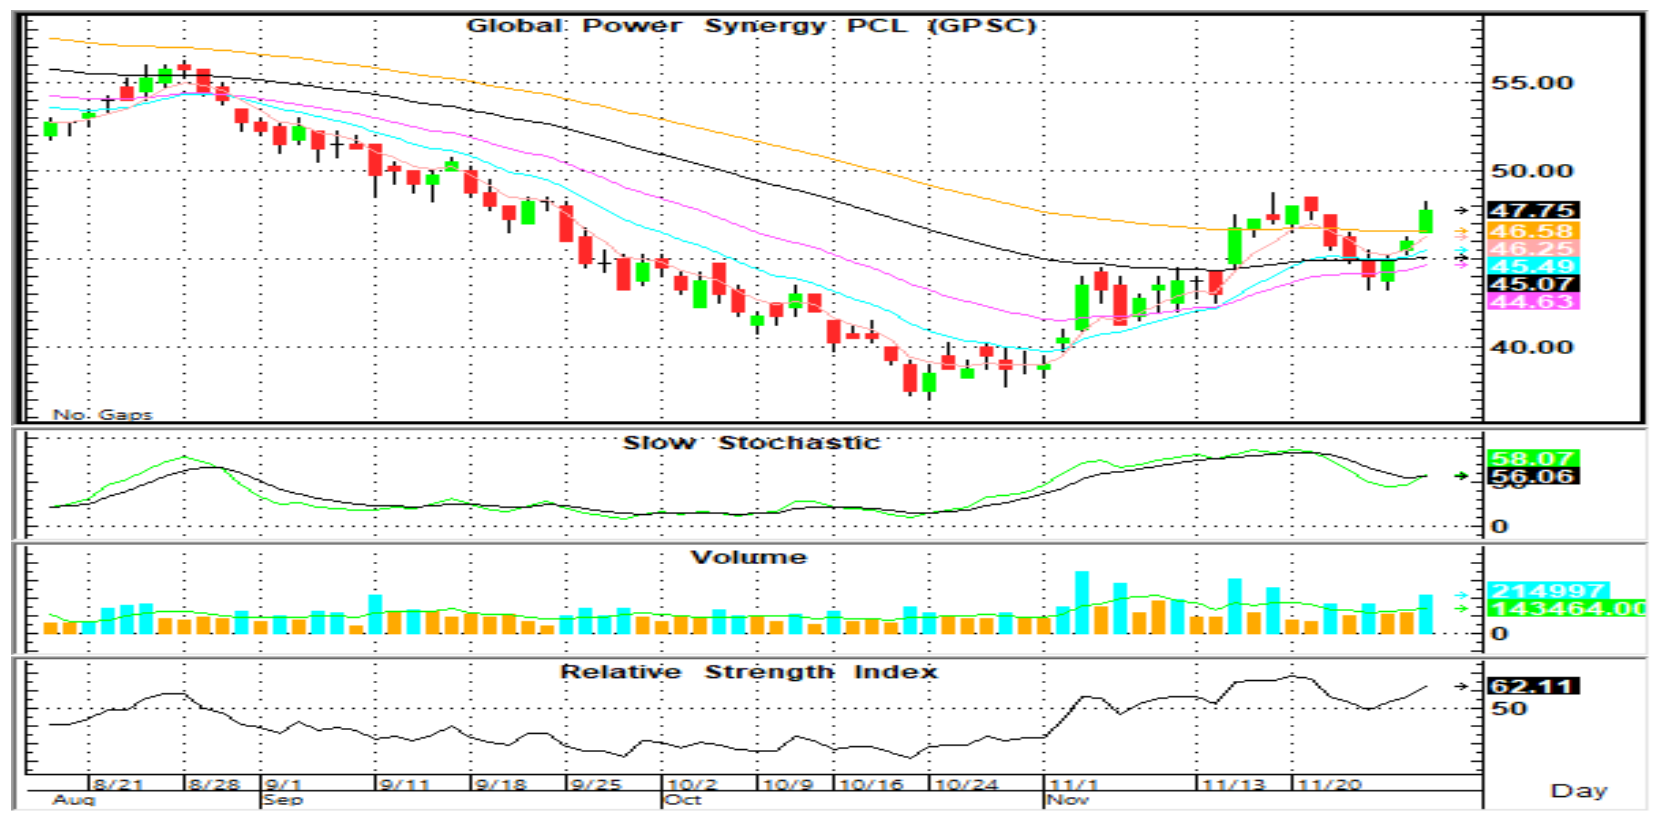 Global Power Synergy PCL (GPSC)
55.00
50.00
47.75
46.58
46.25
45.49
45.07
44.63
40.00
No Gaps
Slow Stochastic
58.07
56.06
50
0
Volume
214997
143464.00
0
Relative Strength Index
62.11
50
8/21 8/28 9/1 9/11 9/18 9/25 10/2 10/9 10/16 10/24 11/1 11/13 11/20
Aug Sep Oct Nov
Day